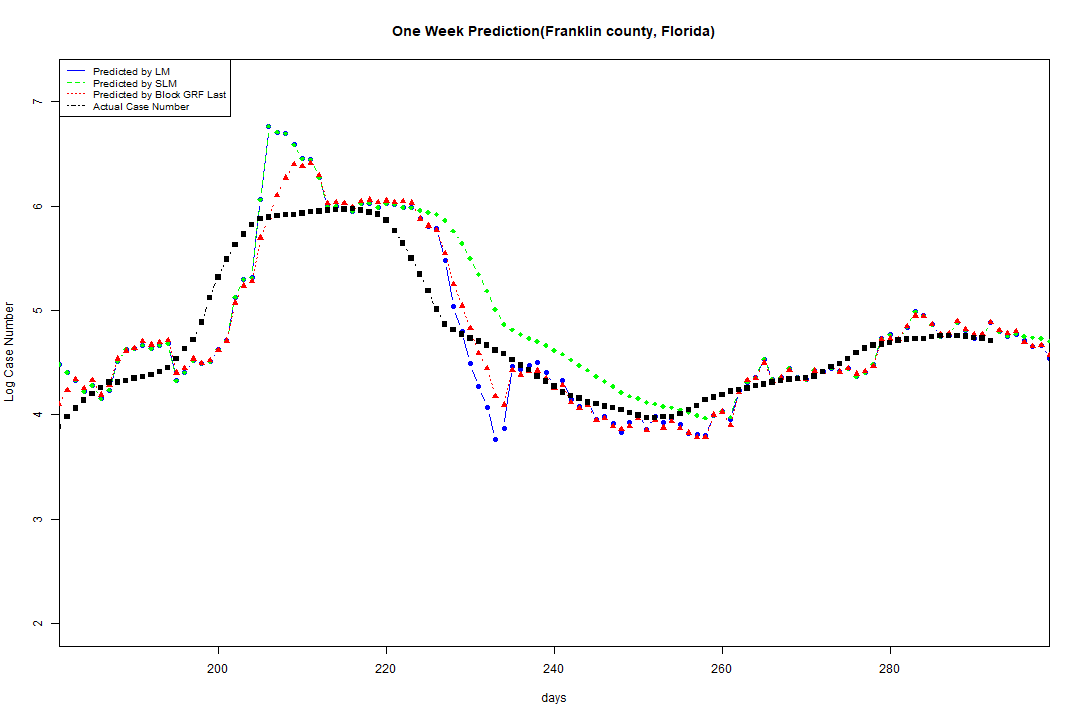 One Week Prediction(Franklin county, Florida)
Predicted by LM
Predicted by SLM
Predicted by Block GRF Last
Actual Case Number
7
6
5
4
3
2
Log Case Number
200 220 240 260 280
days